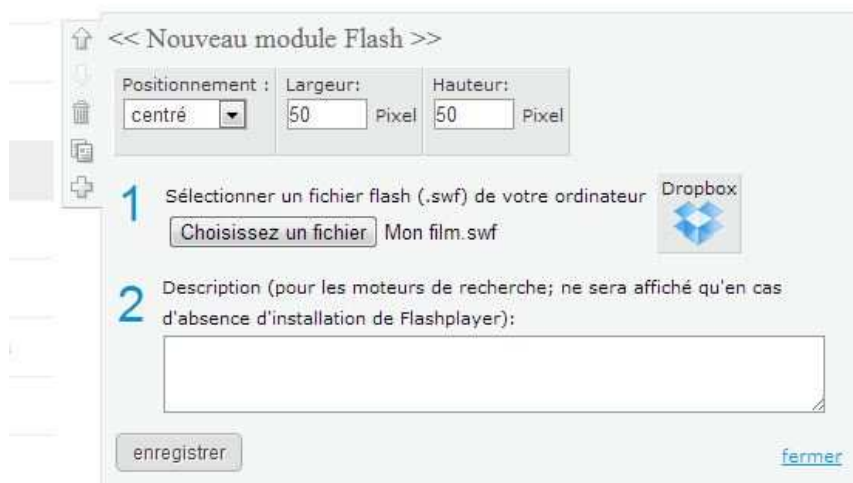 << Nouveau module Flash >>
Positionnement : Largeur: Hauteur:
centré 50 Pixel 50 Pixel
1 Sélectionner un fichier flash (.swf) de votre ordinateur Dropbox
Choisissez un fichier Mon film.swf
2 Description (pour les moteurs de recherche; ne sera affiché qu'en cas
d'absence d'installation de Flashplayer):
enregistrer fermer